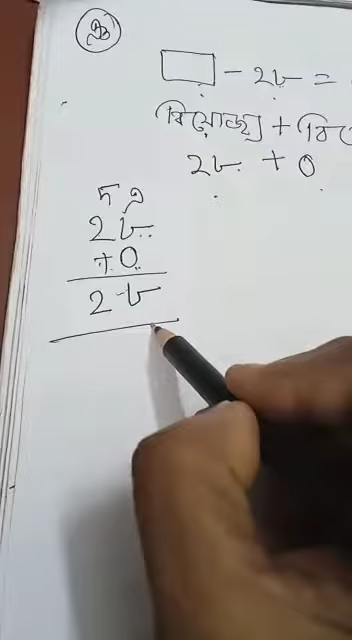 □ - ২৮ =
বিয়োজ্য + বি
২৮ + ০
দ এ
২৮
+ ০
২৮